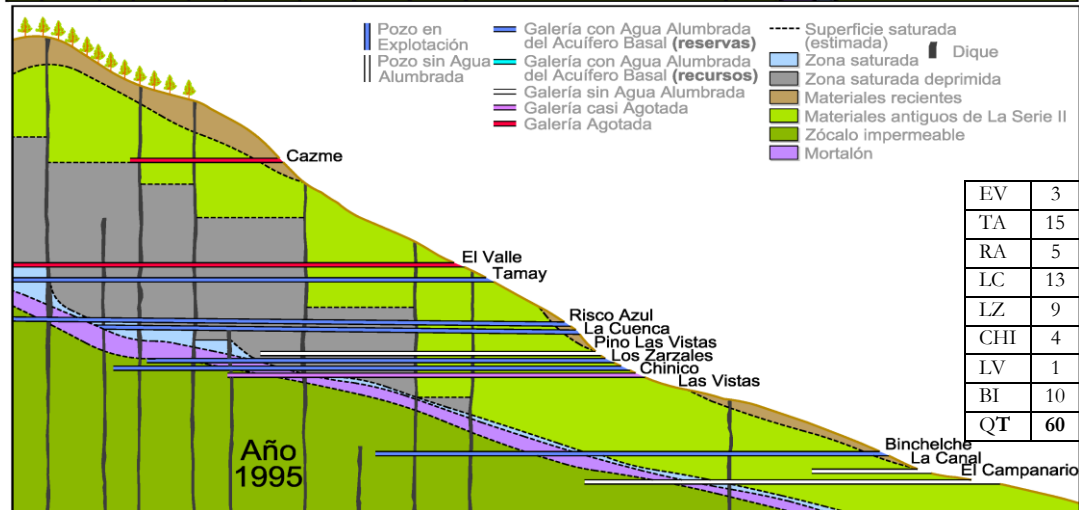 Pozo en
Explotación
Pozo sin Agua
Alumbrada
Galería con Agua Alumbrada
del Acuífero Basal (reservas)
Galería con Agua Alumbrada
del Acuífero Basal (recursos)
Galería sin Agua Alumbrada
Galería casi Agotada
Galería Agotada
Superficie saturada
(estimada)
Dique
Zona saturada
Zona saturada deprimida
Materiales recientes
Materiales antiguos de La Serie II
Zócalo impermeable
Mortalón
Cazme
El Valle
Tamay
Risco Azul
La Cuenca
Pino Las Vistas
Los Zarzales
Chinico
Las Vistas
Binchelche
La Canal
El Campanario
Año
1995
EV 3
TA 15
RA 5
LC 13
LZ 9
CHI 4
LV 1
BI 10
QT 60